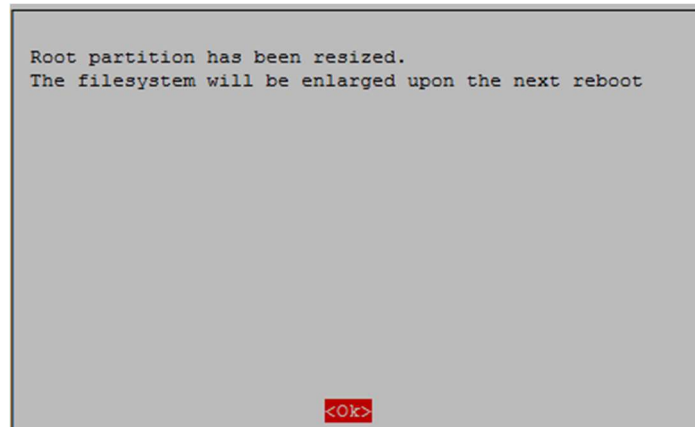 Root partition has been resized.
The filesystem will be enlarged upon the next reboot
<Ok>